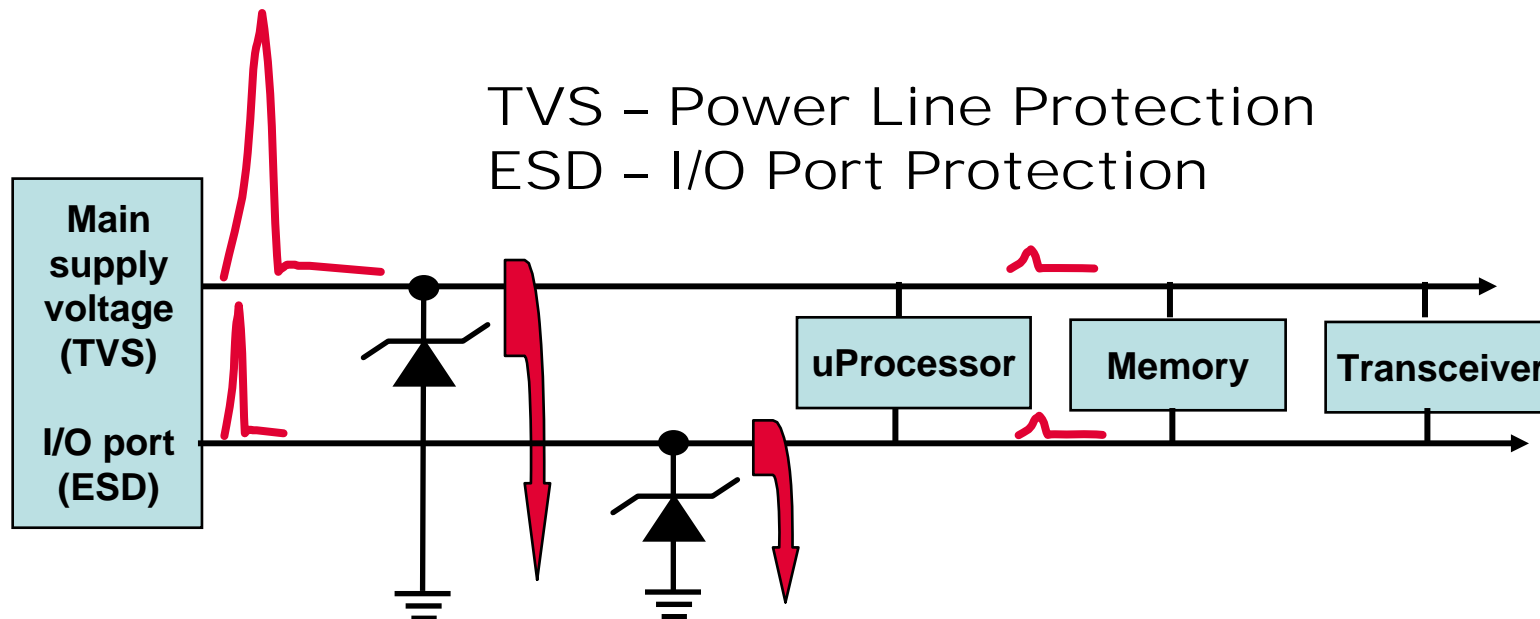 TVS – Power Line Protection
ESD – I/O Port Protection
Main
supply
voltage
(TVS)
I/O port
(ESD)
uProcessor
Memory
Transceiver